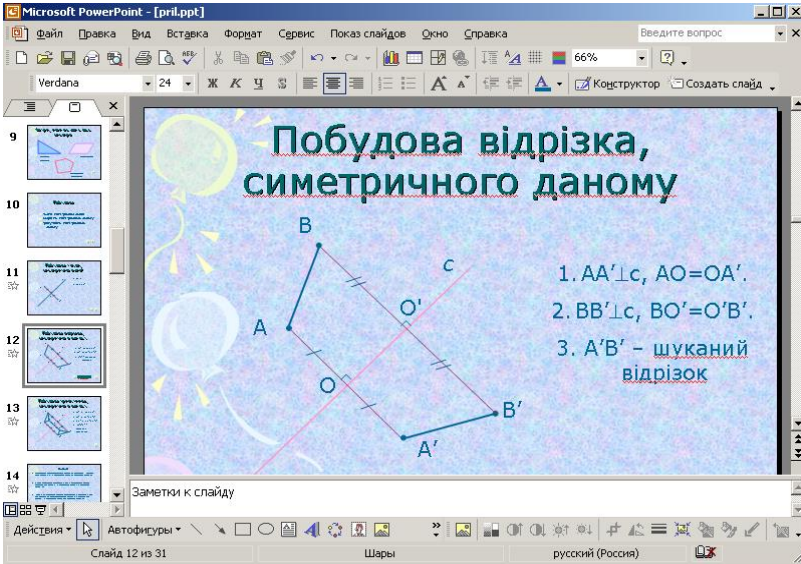 Microsoft PowerPoint - [pril.ppt]
Файл Правка Вид Вставка Формат Сервис Показ слайдов Окно Справка Введите вопрос
66%
Verdana 24 Ж К Ч S Конструктор Создать слайд
9
10
11
12
13
14
Побудова відрізка,
симетричного даному
B
c
O'
A
O
B′
A′
1. AA′⊥c, AO=OA′.
2. BB′⊥c, BO′=O′B′.
3. A′B′ – шуканий
відрізок
Заметки к слайду
Действия Автофигуры
Слайд 12 из 31 Шары русский (Россия)